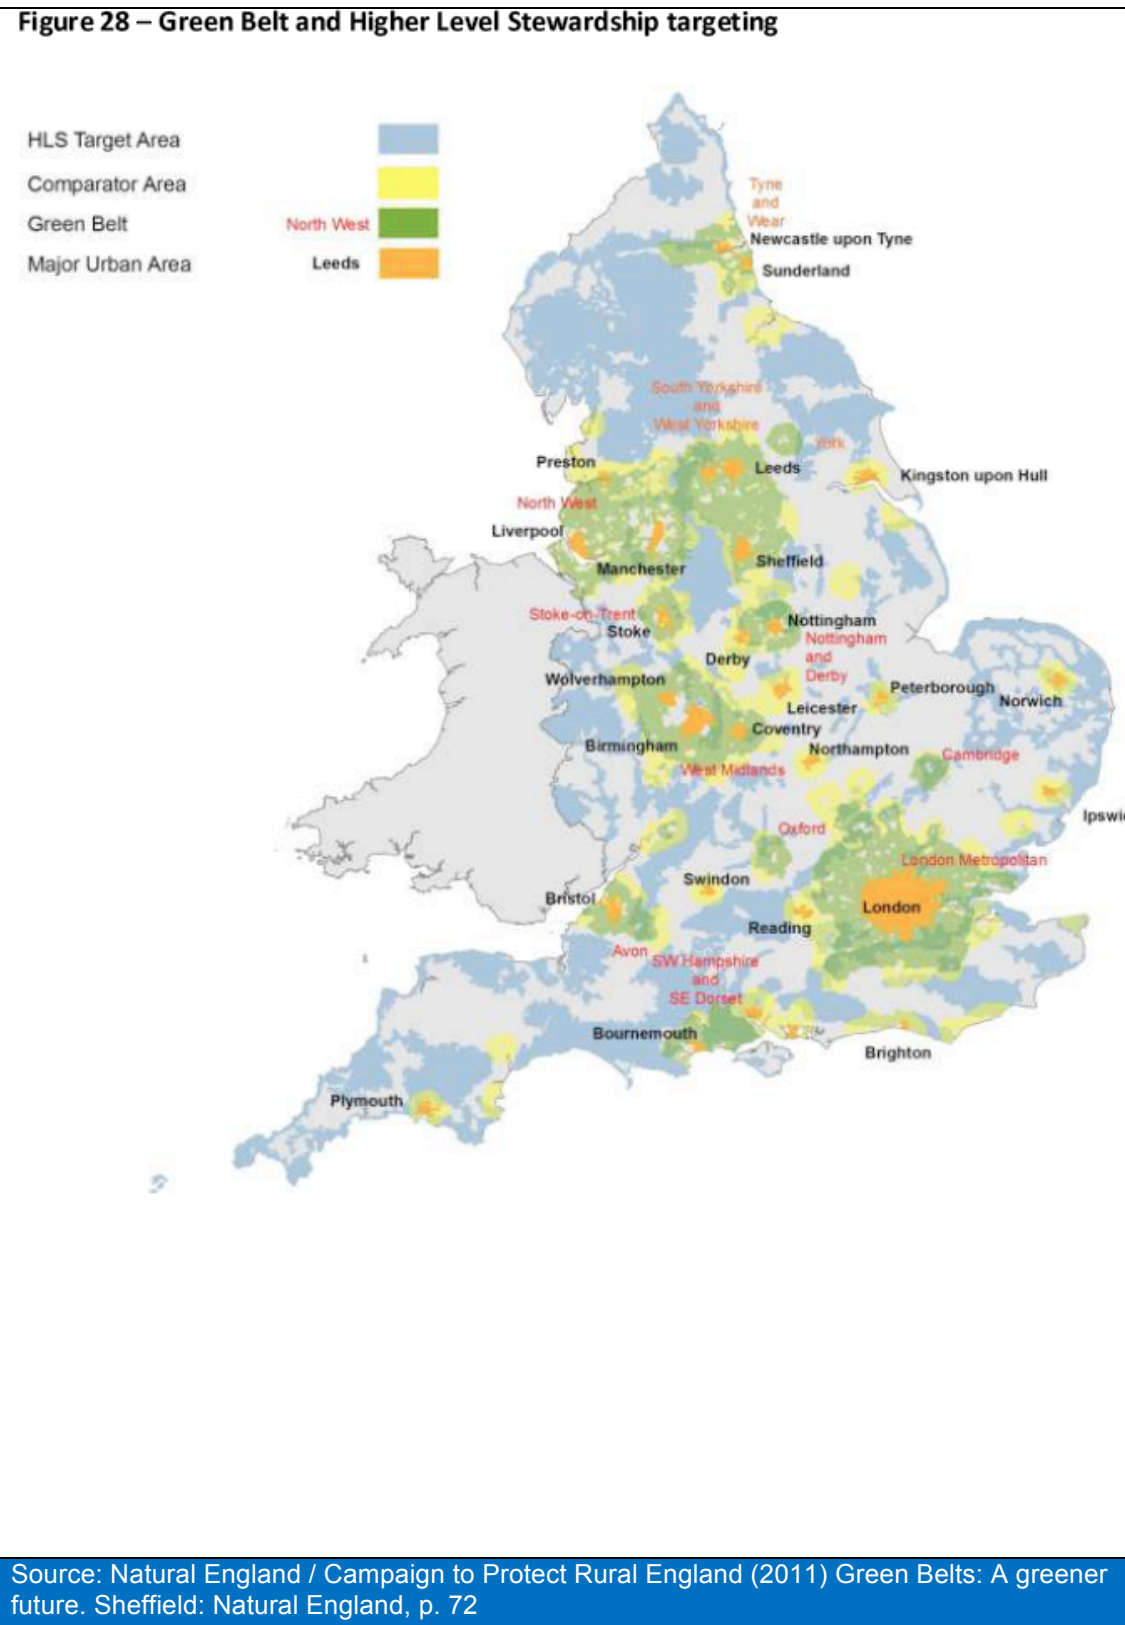 Figure 28 – Green Belt and Higher Level Stewardship targeting
HLS Target Area
Comparator Area
Green Belt
North West
Major Urban Area
Leeds
Tyne
and
Wear
Newcastle upon Tyne
Sunderland
South Yorkshire
and
West Yorkshire
York
Preston
Leeds
Kingston upon Hull
North West
Liverpool
Manchester
Sheffield
Stoke-on-Trent
Stoke
Nottingham
Nottingham
and
Derby
Derby
Wolverhampton
Peterborough
Norwich
Leicester
Coventry
Birmingham
Northampton
Cambridge
West Midlands
Ipswi
Oxford
London Metropolitan
Swindon
Bristol
London
Reading
Avon
SW Hampshire
and
SE Dorset
Bournemouth
Brighton
Plymouth
Source: Natural England / Campaign to Protect Rural England (2011) Green Belts: A greener
future. Sheffield: Natural England, p. 72